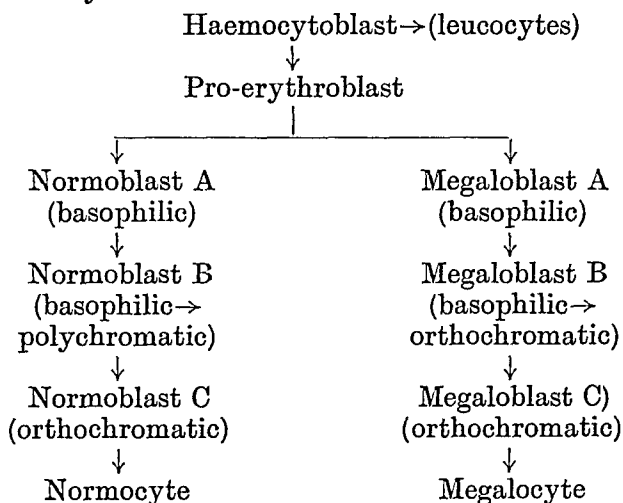 Haemocytoblast→(leucocytes)
Pro-erythroblast
Normoblast A
(basophilic)
Normoblast B
(basophilic→
polychromatic)
Normoblast C
(orthochromatic)
Normocyte
Megaloblast A
(basophilic)
Megaloblast B
(basophilic→
orthochromatic)
Megaloblast C)
(orthochromatic)
Megalocyte